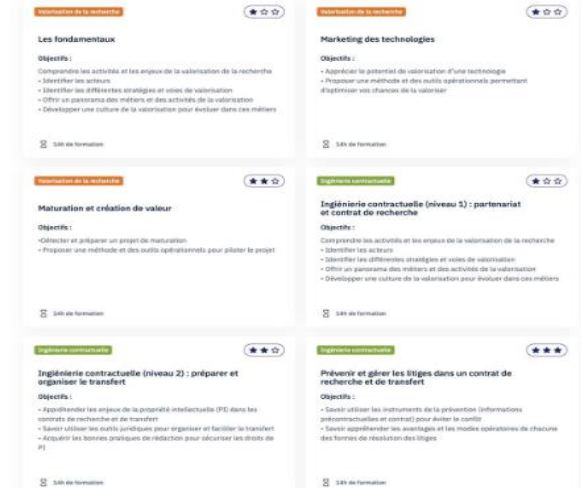 Valorisation de la recherche
Les fondamentaux
Objectifs :
Comprendre les activités et les enjeux de la valorisation de la recherche
• Identifier les acteurs
• Identifier les différentes stratégies et voies de valorisation
• Offrir un panorama des métiers et des activités de la valorisation
• Développer une culture de la valorisation pour évoluer dans ces métiers
14h de formation
Valorisation de la recherche
Marketing des technologies
Objectifs :
• Apprécier le potentiel de valorisation d'une technologie
• Proposer une méthode et des outils opérationnels permettant
d'optimiser vos chances de la valoriser
14h de formation
Valorisation de la recherche
Maturation et création de valeur
Objectifs :
•Détecter et préparer un projet de maturation
• Proposer une méthode et des outils opérationnels pour piloter le projet
14h de formation
Ingénierie contractuelle
Ingiénierie contractuelle (niveau 1) : partenariat
et contrat de recherche
Objectifs :
Comprendre les activités et les enjeux de la valorisation de la recherche
• Identifier les acteurs
• Identifier les différentes stratégies et voies de valorisation
• Offrir un panorama des métiers et des activités de la valorisation
• Développer une culture de la valorisation pour évoluer dans ces métiers
14h de formation
Ingénierie contractuelle
Ingiénierie contractuelle (niveau 2) : préparer et
organiser le transfert
Objectifs :
• Appréhender les enjeux de la propriété intellectuelle (PI) dans les
contrats de recherche et de transfert
• Savoir utiliser les outils juridiques pour organiser et faciliter le transfert
• Acquérir les bonnes pratiques de rédaction pour sécuriser les droits de
PI
14h de formation
Ingénierie contractuelle
Prévenir et gérer les litiges dans un contrat de
recherche et de transfert
Objectifs :
• Savoir utiliser les instruments de la prévention (informations
précontractuelles et contrat) pour éviter le conflit
• Savoir appréhender les avantages et les modes opératoires de chacune
des formes de résolution des litiges
14h de formation